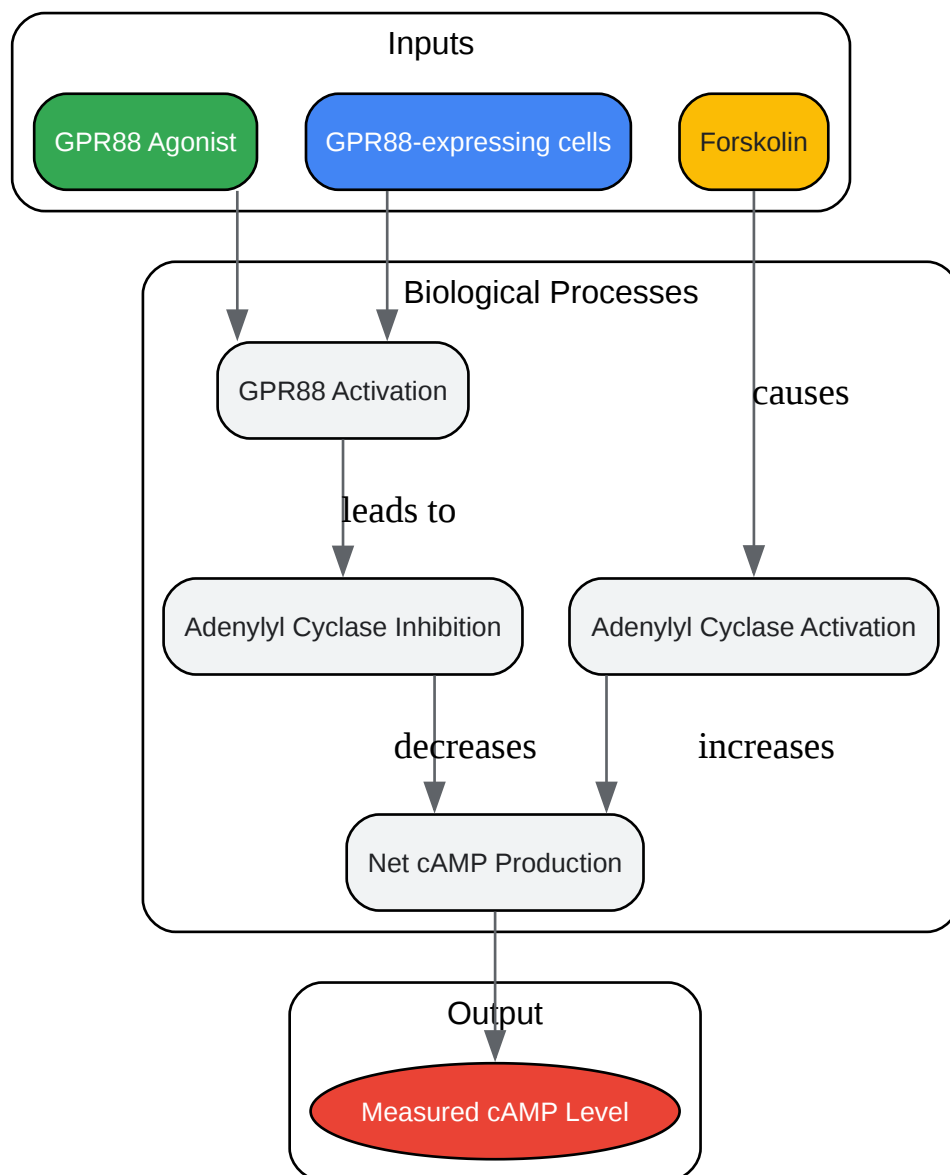 Inputs
GPR88 Agonist
GPR88-expressing cells
Forskolin
Biological Processes
GPR88 Activation
causes
leads to
Adenylyl Cyclase Inhibition
Adenylyl Cyclase Activation
decreases
increases
Net cAMP Production
Output
Measured cAMP Level